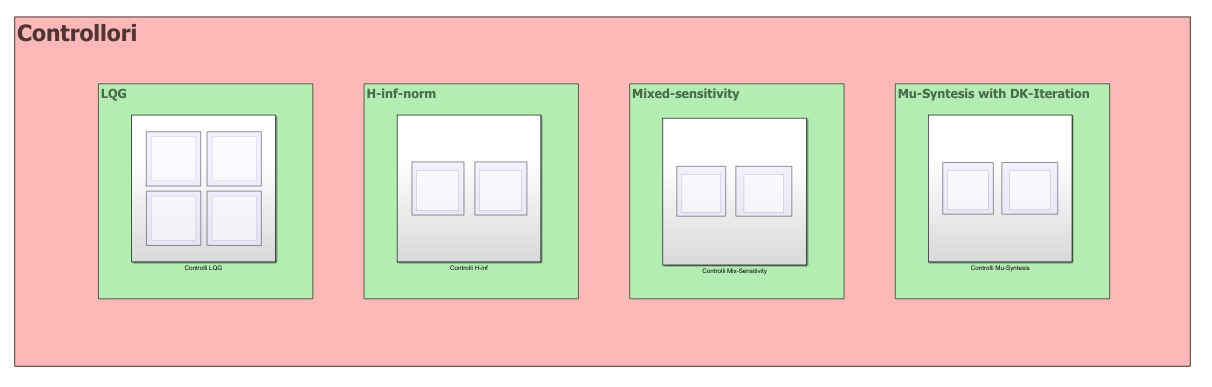 Controllori
LQG
Controlli LQG
H-inf-norm
Controlli H-inf
Mixed-sensitivity
Controlli Mix-Sensitivity
Mu-Syntesis with DK-Iteration
Controlli Mu-Syntesis